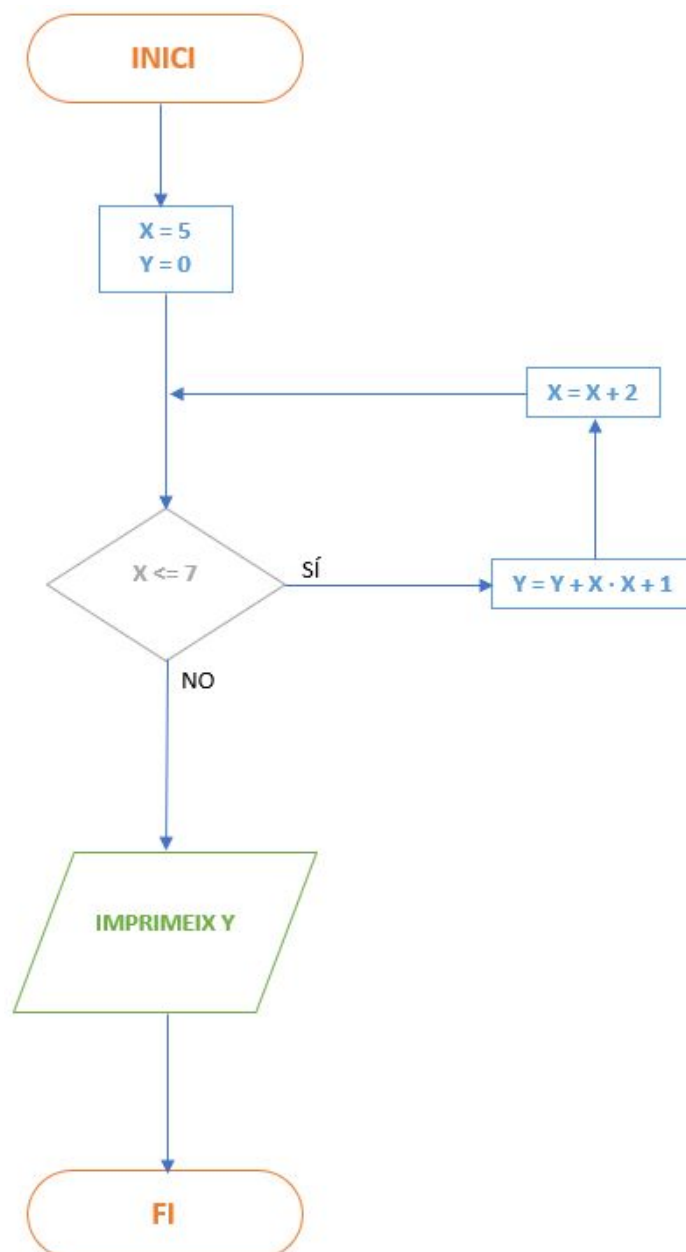 INICI
X = 5
Y = 0
X = X + 2
X <= 7
SÍ
Y = Y + X · X + 1
NO
IMPRIMEIX Y
FI